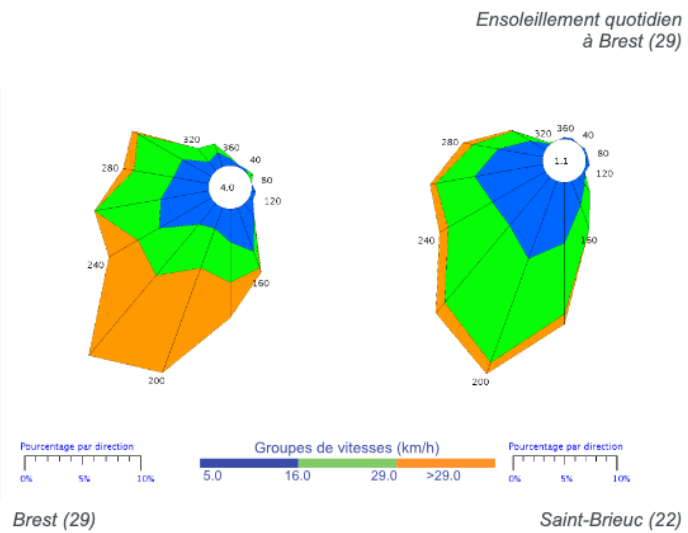 Ensoleillement quotidien
à Brest (29)
320
360
40
280
4.0
80
120
240
160
200
320
360
40
280
80
1.1
120
240
160
200
Pourcentage par direction
0% 5% 10%
Groupes de vitesses (km/h)
5.0 16.0 29.0 >29.0
Pourcentage par direction
0% 5% 10%
Brest (29)
Saint-Brieuc (22)